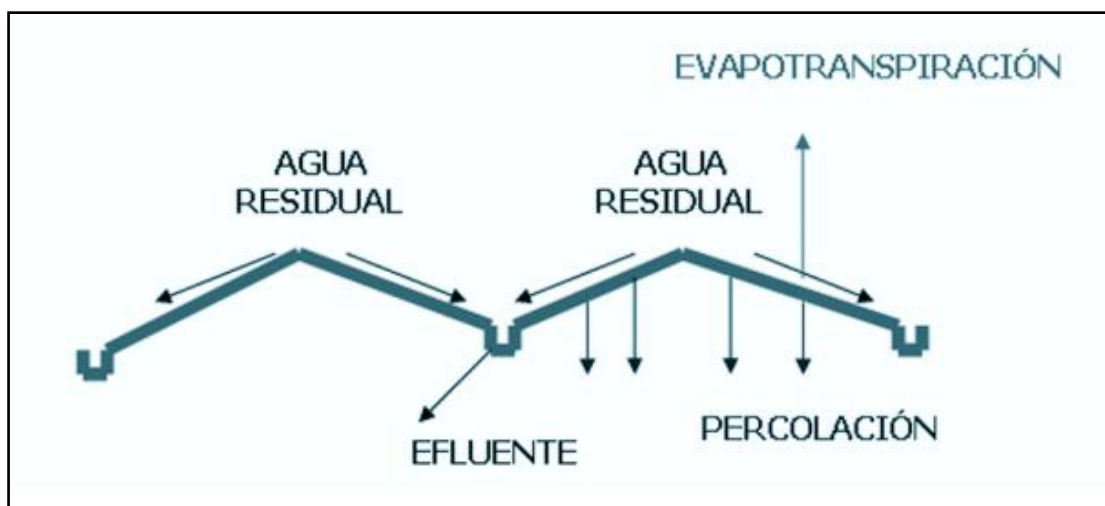 EVAPOTRANSPIRACIÓN
AGUA
RESIDUAL
AGUA
RESIDUAL
EFLUENTE
PERCOLACIÓN